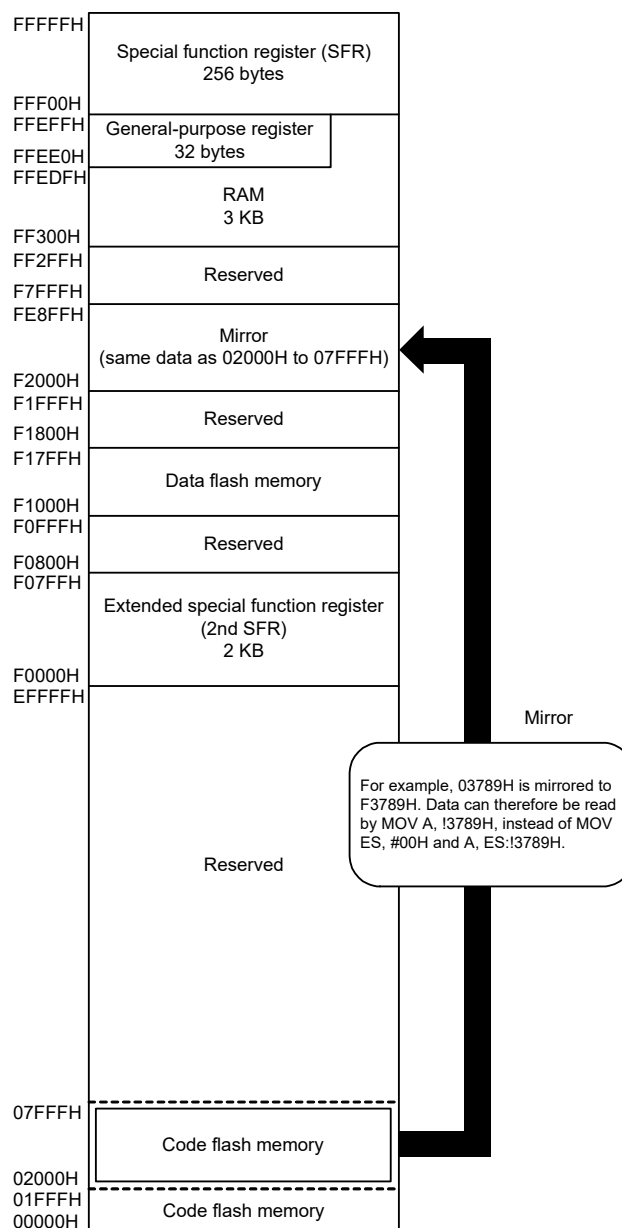 FFFFFH
Special function register (SFR)
256 bytes
FFF00H
FFEFFH
General-purpose register
32 bytes
FFEE0H
FFEDFH
RAM
3 KB
FF300H
FF2FFH
Reserved
F7FFFH
FE8FFH
Mirror
(same data as 02000H to 07FFFH)
F2000H
F1FFFH
Reserved
F1800H
F17FFH
Data flash memory
F1000H
F0FFFH
Reserved
F0800H
F07FFH
Extended special function register
(2nd SFR)
2 KB
F0000H
EFFFFH
Mirror
For example, 03789H is mirrored to
F3789H. Data can therefore be read
by MOV A, !3789H, instead of MOV
ES, #00H and A, ES:!3789H.
Reserved
07FFFH
Code flash memory
02000H
01FFFH
Code flash memory
00000H